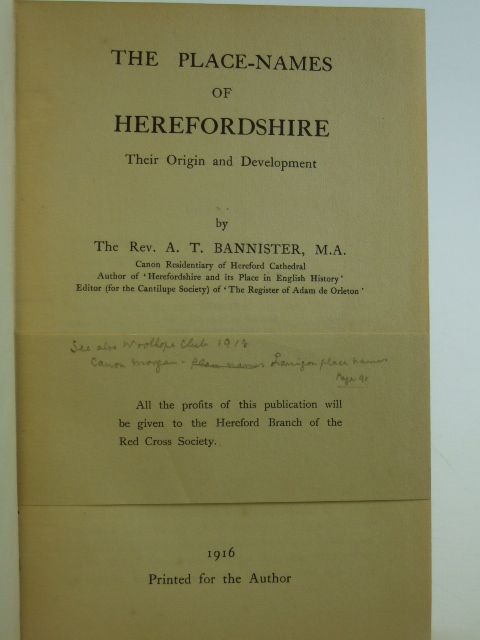 THE PLACE-NAMES
OF
HEREFORDSHIRE
Their Origin and Development
by
The Rev. A. T. BANNISTER, M.A.
Canon Residentiary of Hereford Cathedral
Author of 'Herefordshire and its Place in English History'
Editor (for the Cantilupe Society) of 'The Register of Adam de Orleton'
See also Woolhope Club 191
Canon Morgan - place names Llanigon place names
Page 91
All the profits of this publication will
be given to the Hereford Branch of the
Red Cross Society.
1916
Printed for the Author